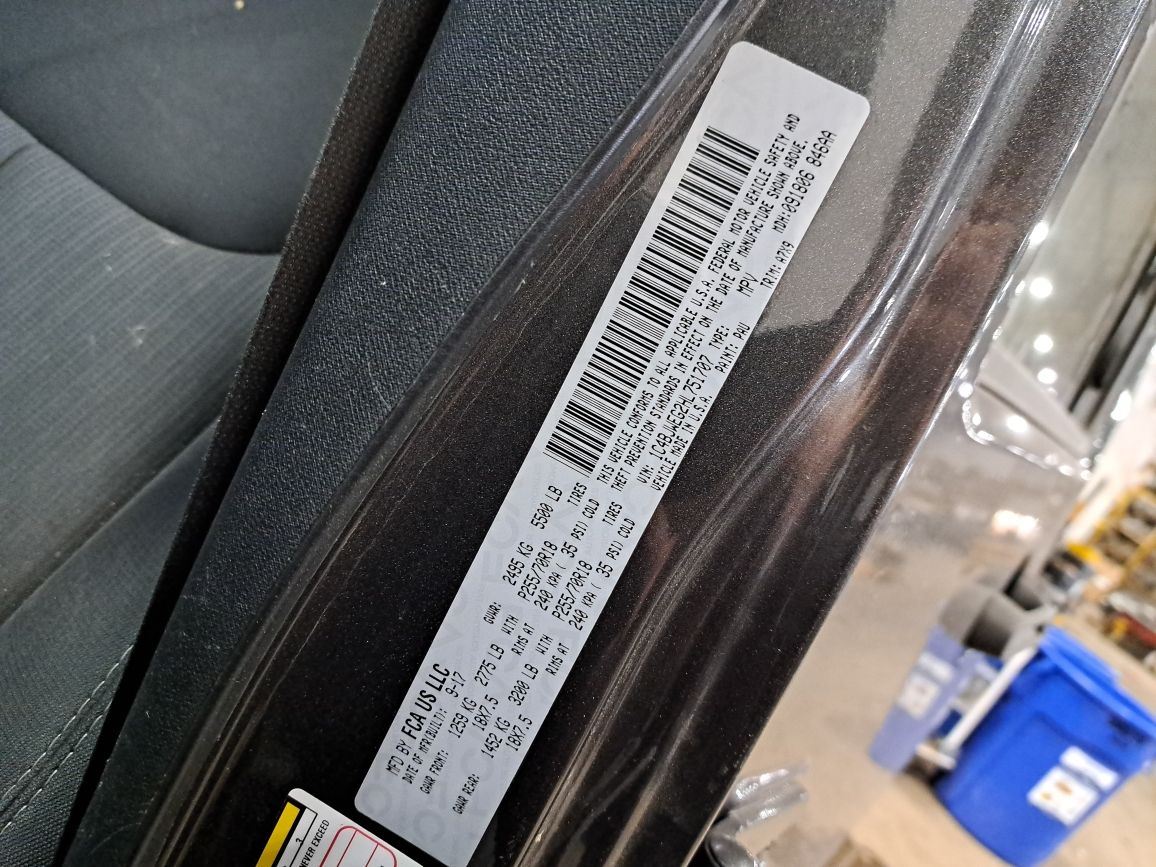 MFD BY FCA US LLC
DATE OF MFR(BUILT): 9-17 GVWR: 2495 KG 5500 LB
GAWR FRONT: 1259 KG 2775 LB WITH P255/70R18 TIRES
18X7.5 RIMS AT 240 KPA ( 35 PSI) COLD
GAWR REAR: 1452 KG 3200 LB WITH P255/70R18 TIRES
18X7.5 RIMS AT 240 KPA ( 35 PSI) COLD
THIS VEHICLE CONFORMS TO ALL APPLICABLE U.S.A. FEDERAL MOTOR VEHICLE SAFETY AND
THEFT PREVENTION STANDARDS IN EFFECT ON THE DATE OF MANUFACTURE SHOWN ABOVE.
VIN: 1C4BJWEG2HL751707 TYPE: MPV MDH:091806 846AA
VEHICLE MADE IN U.S.A. PAINT: PAU TRIM: A7X9
3
NEVER EXCEED